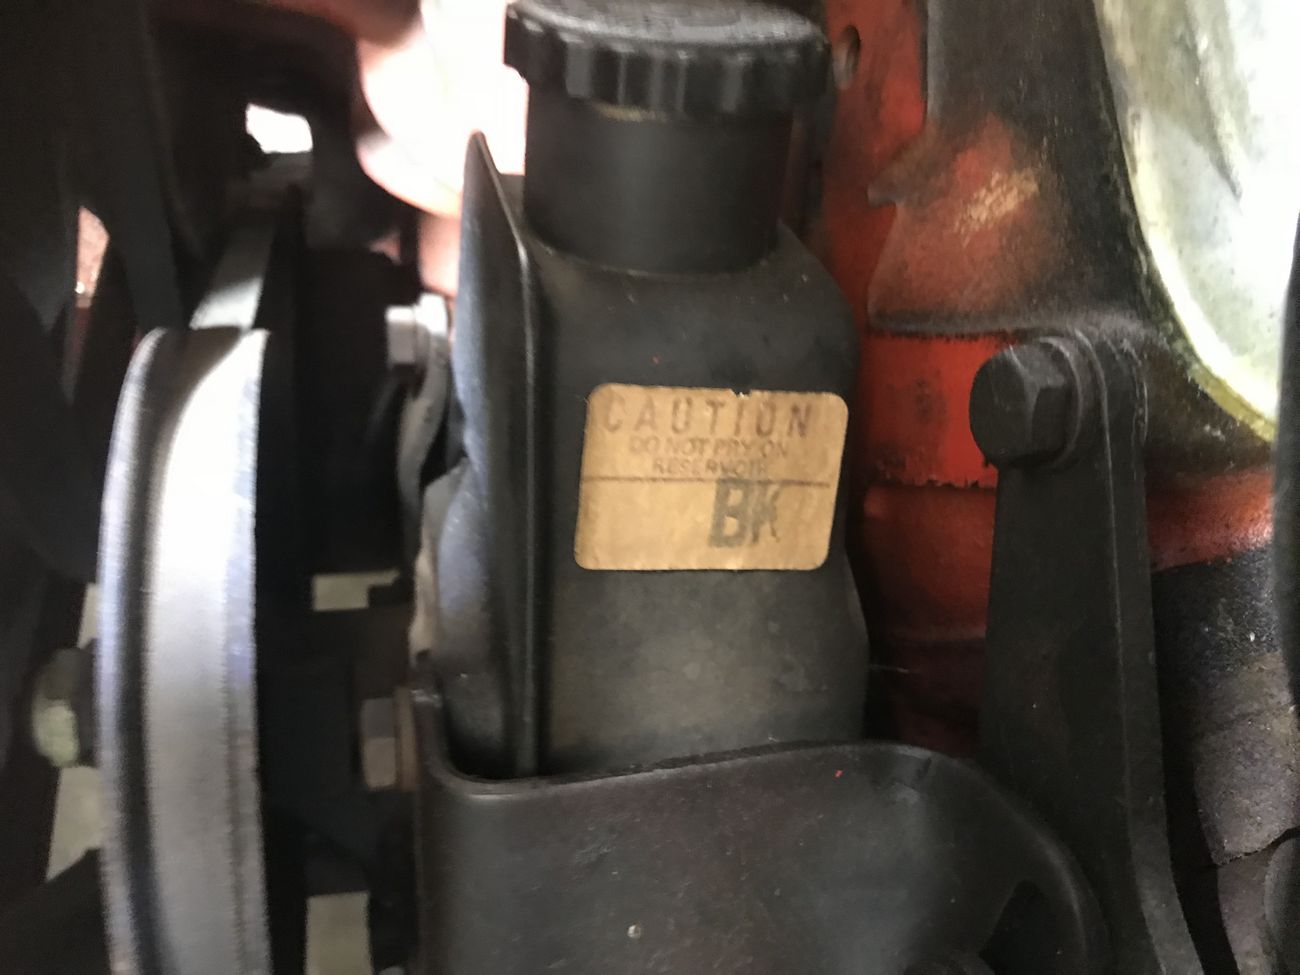 CAUTION
DO NOT PRY ON
RESERVOIR
BK